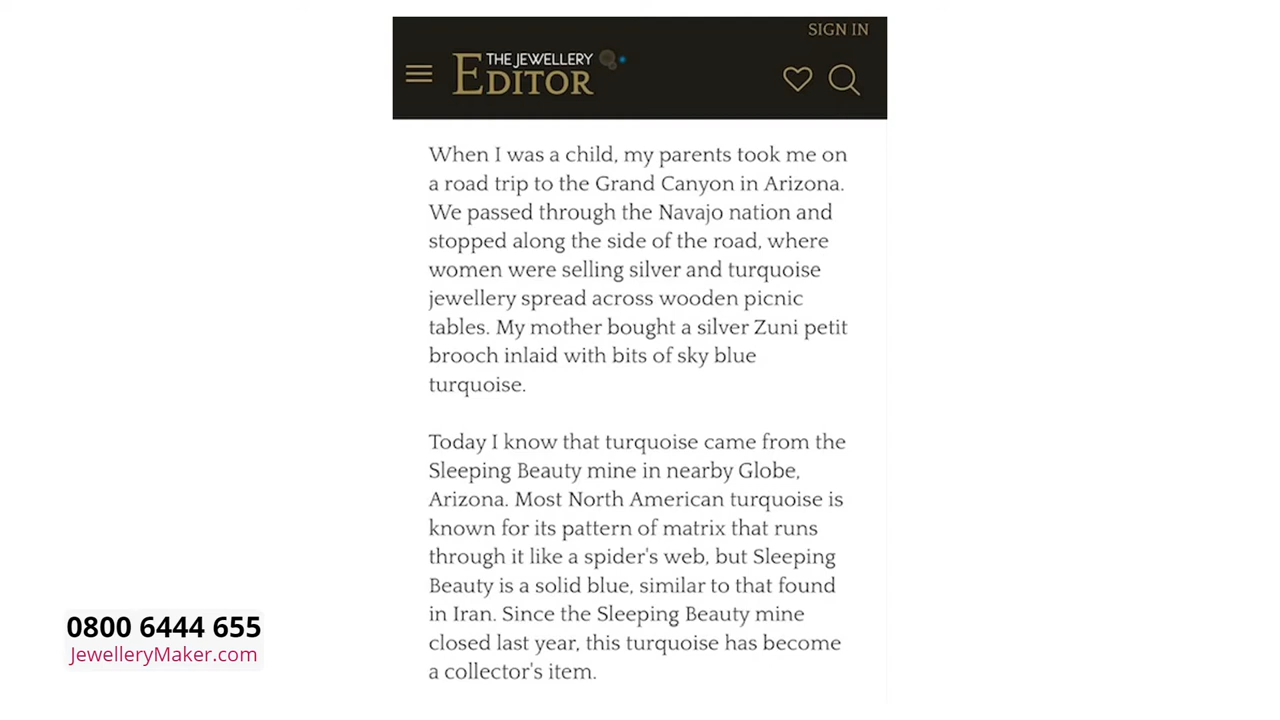 SIGN IN
THE JEWELLERY
EDITOR
When I was a child, my parents took me on
a road trip to the Grand Canyon in Arizona.
We passed through the Navajo nation and
stopped along the side of the road, where
women were selling silver and turquoise
jewellery spread across wooden picnic
tables. My mother bought a silver Zuni petit
brooch inlaid with bits of sky blue
turquoise.
Today I know that turquoise came from the
Sleeping Beauty mine in nearby Globe,
Arizona. Most North American turquoise is
known for its pattern of matrix that runs
through it like a spider's web, but Sleeping
Beauty is a solid blue, similar to that found
in Iran. Since the Sleeping Beauty mine
closed last year, this turquoise has become
a collector's item.
0800 6444 655
JewelleryMaker.com